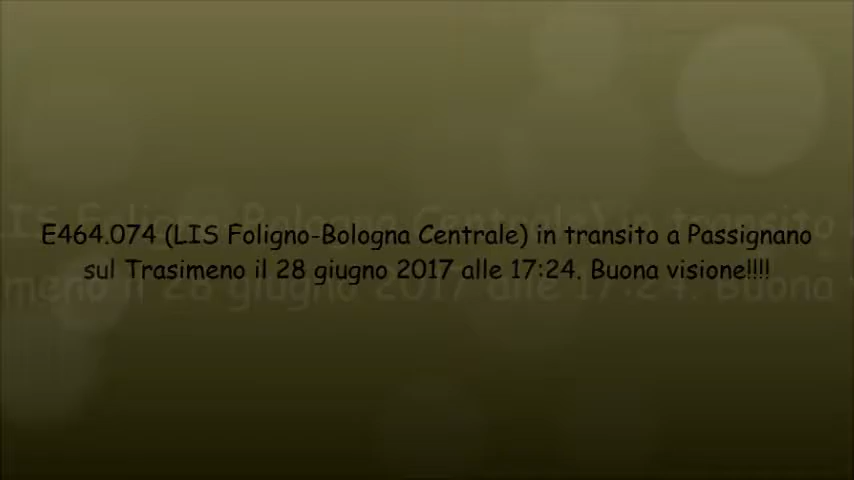 E464.074 (LIS Foligno-Bologna Centrale) in transito a Passignano
sul Trasimeno il 28 giugno 2017 alle 17:24. Buona visione!!!!